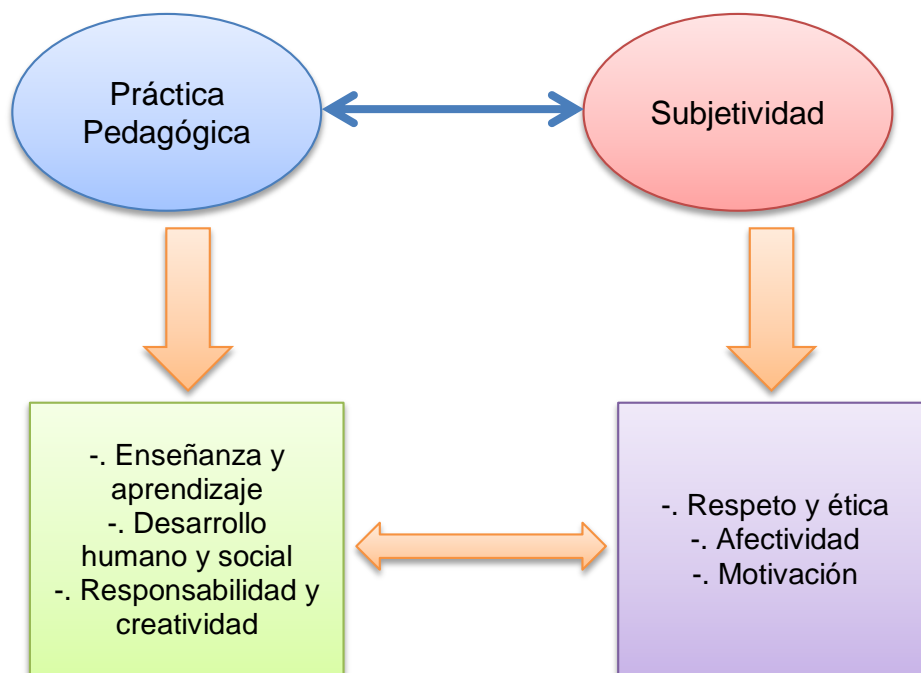 Práctica
Pedagógica
Subjetividad
-. Enseñanza y
aprendizaje
-. Desarrollo
humano y social
-. Responsabilidad y
creatividad
-. Respeto y ética
-. Afectividad
-. Motivación